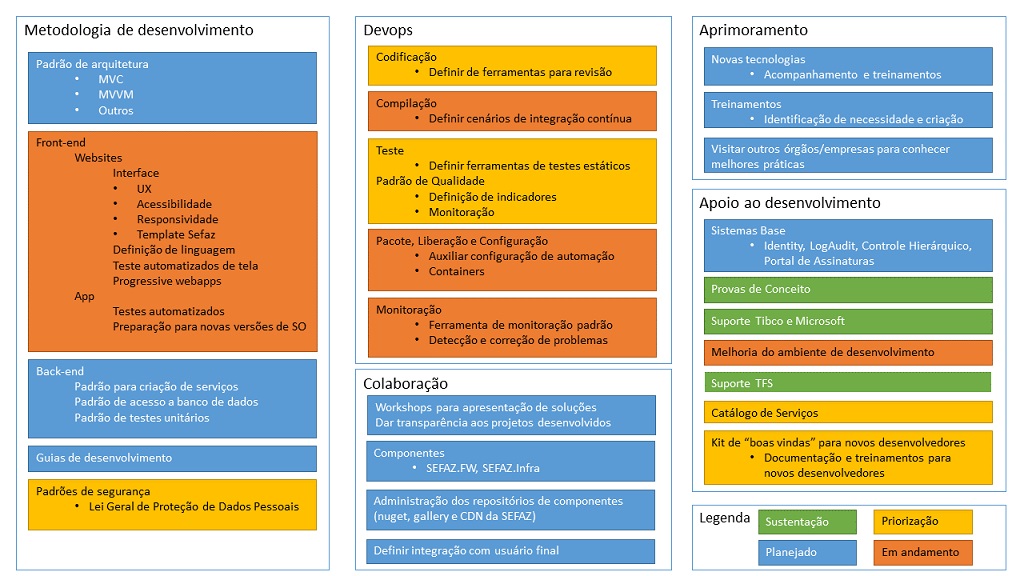 Metodologia de desenvolvimento
Padrão de arquitetura
• MVC
• MVVM
• Outros
Front-end
Websites
Interface
• UX
• Acessibilidade
• Responsividade
• Template Sefaz
Definição de linguagem
Teste automatizados de tela
Progressive webapps
App
Testes automatizados
Preparação para novas versões de SO
Back-end
Padrão para criação de serviços
Padrão de acesso a banco de dados
Padrão de testes unitários
Guias de desenvolvimento
Padrões de segurança
• Lei Geral de Proteção de Dados Pessoais
Devops
Codificação
• Definir de ferramentas para revisão
Compilação
• Definir cenários de integração contínua
Teste
• Definir ferramentas de testes estáticos
Padrão de Qualidade
• Definição de indicadores
• Monitoração
Pacote, Liberação e Configuração
• Auxiliar configuração de automação
• Containers
Monitoração
• Ferramenta de monitoração padrão
• Detecção e correção de problemas
Colaboração
Workshops para apresentação de soluções
Dar transparência aos projetos desenvolvidos
Componentes
• SEFAZ.FW, SEFAZ.Infra
Administração dos repositórios de componentes
(nuget, gallery e CDN da SEFAZ)
Definir integração com usuário final
Aprimoramento
Novas tecnologias
• Acompanhamento e treinamentos
Treinamentos
• Identificação de necessidade e criação
Visitar outros órgãos/empresas para conhecer
melhores práticas
Apoio ao desenvolvimento
Sistemas Base
• Identity, LogAudit, Controle Hierárquico,
Portal de Assinaturas
Provas de Conceito
Suporte Tibco e Microsoft
Melhoria do ambiente de desenvolvimento
Suporte TFS
Catálogo de Serviços
Kit de “boas vindas” para novos desenvolvedores
• Documentação e treinamentos para
novos desenvolvedores
Legenda
Sustentação
Priorização
Planejado
Em andamento